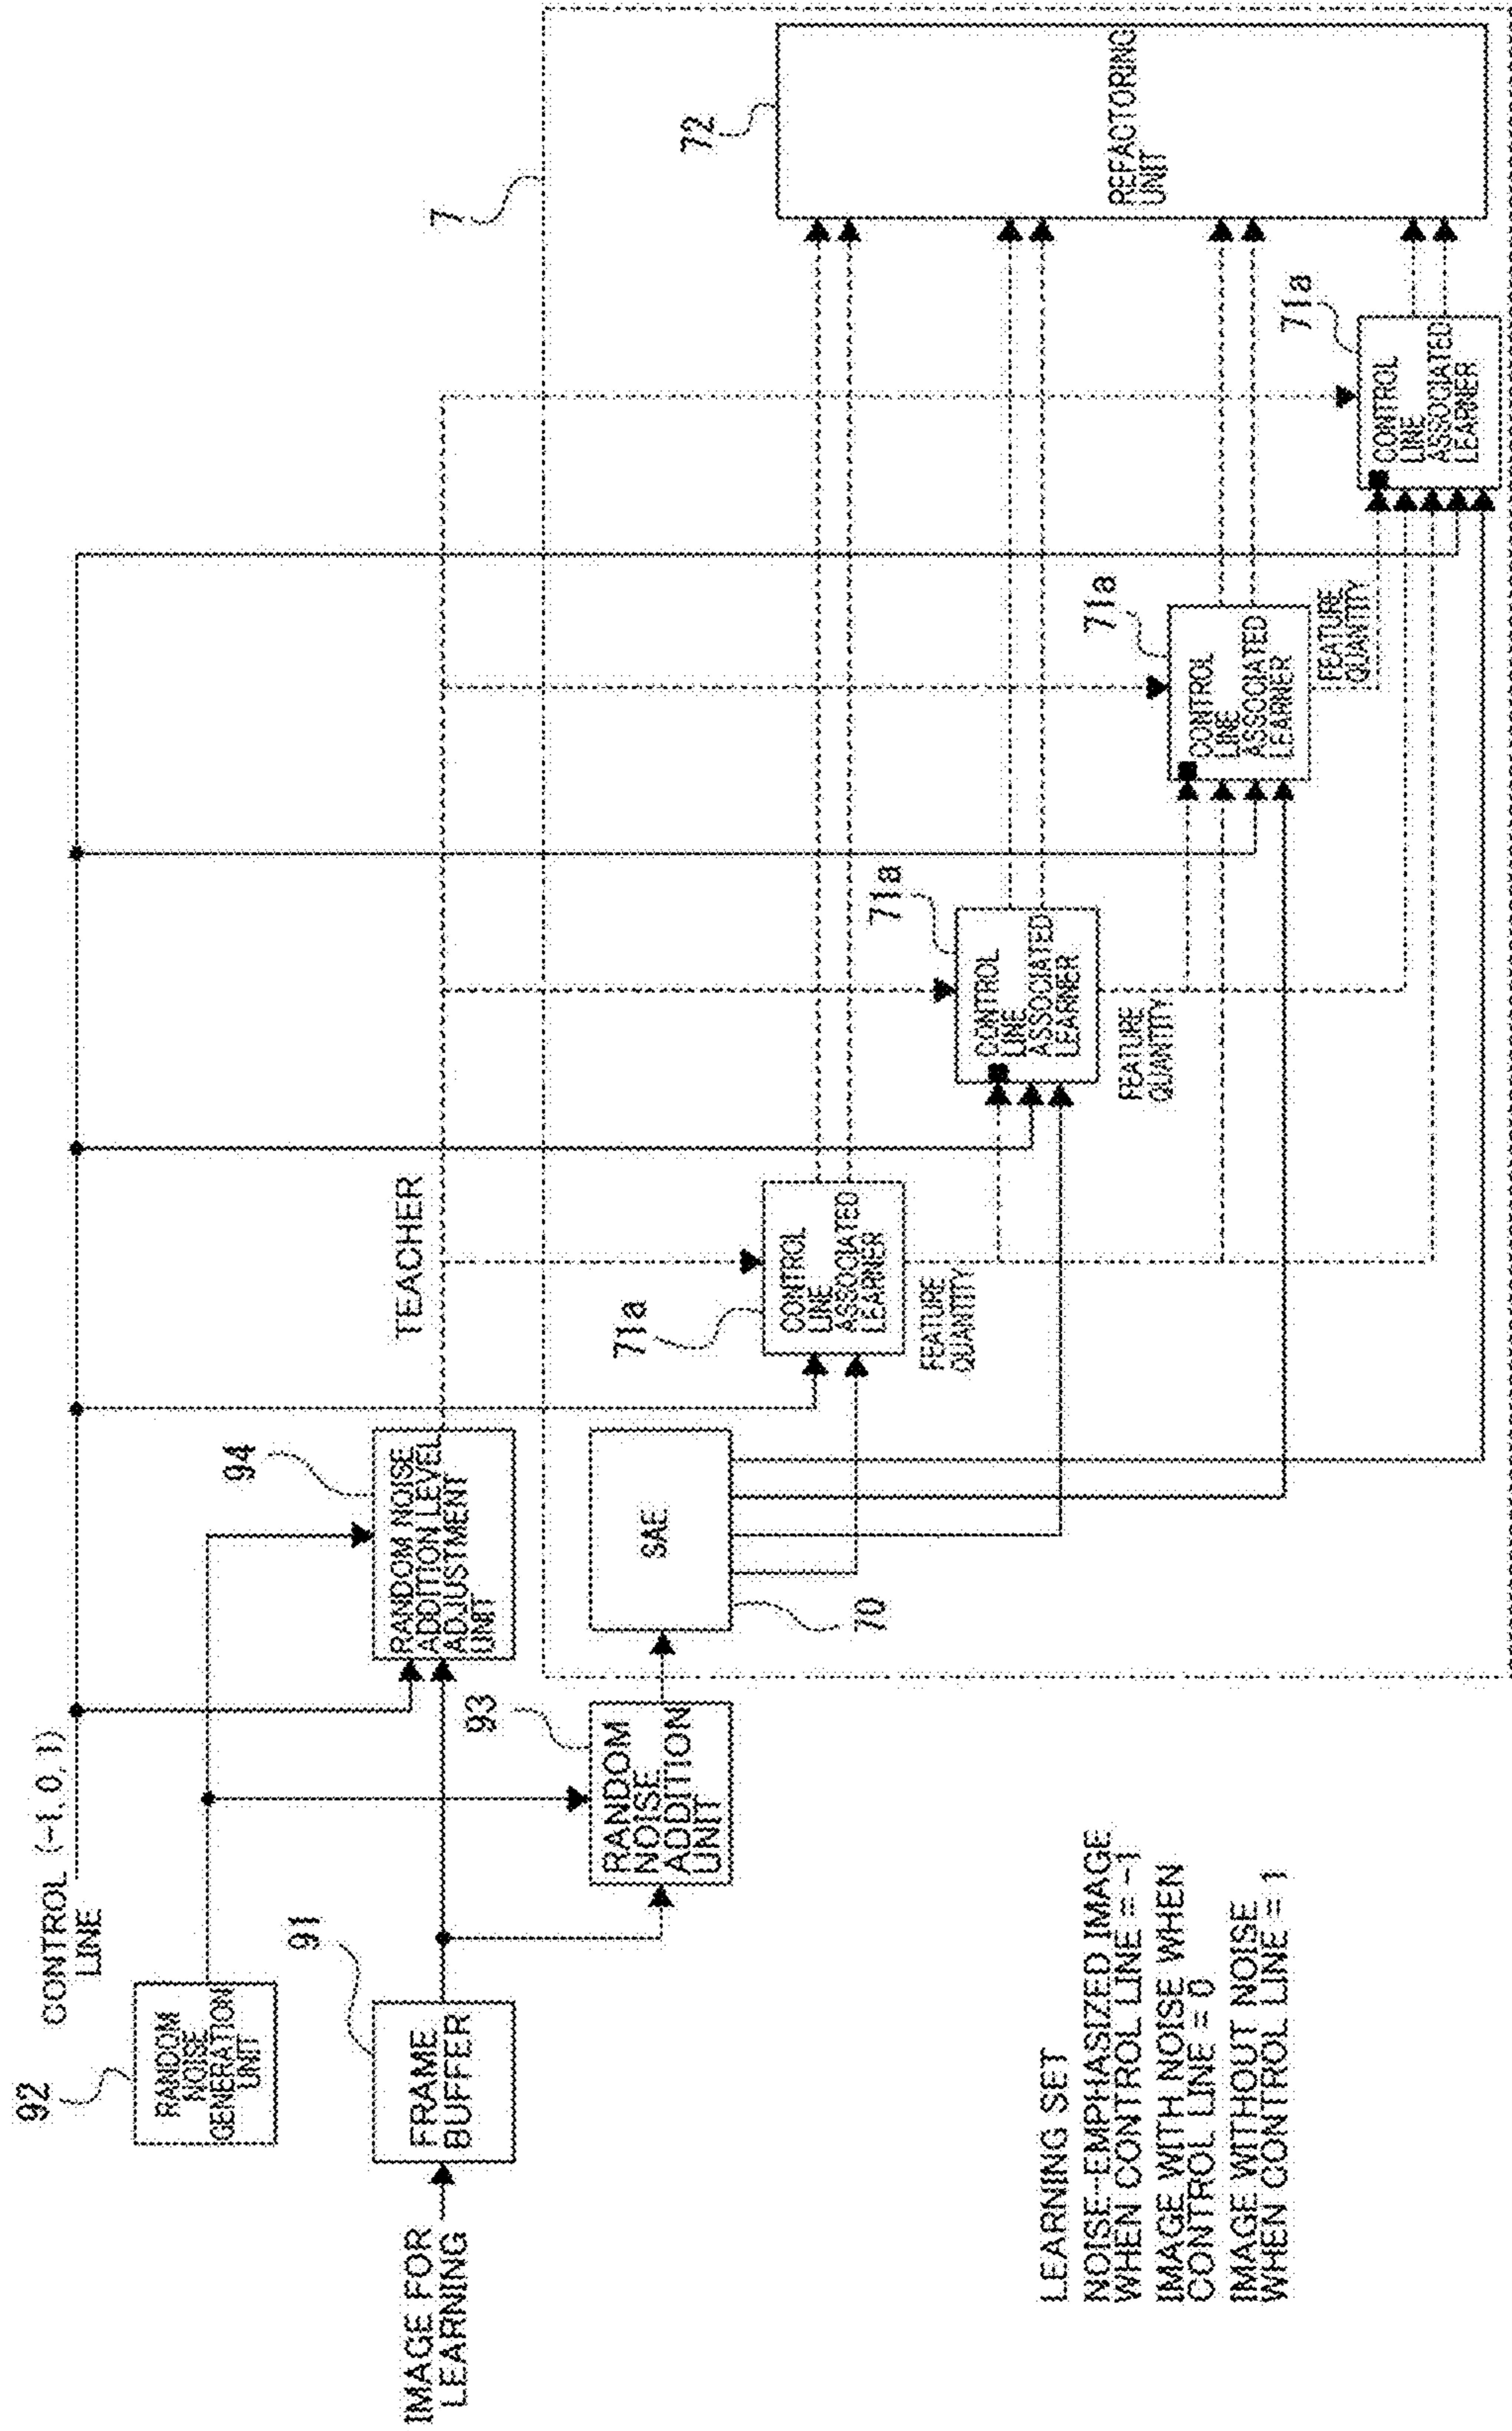 CONTROL (-1, 0, 1)
LINE
92
RANDOM
NOISE
GENERATION
UNIT
91
FRAME
BUFFER
IMAGE FOR
LEARNING
94
RANDOM NOISE
ADDITION LEVEL
ADJUSTMENT
UNIT
93
RANDOM
NOISE
ADDITION
UNIT
TEACHER
7
SAE
70
71a
CONTROL
LINE
ASSOCIATED
LEARNER
FEATURE
QUANTITY
71a
CONTROL
LINE
ASSOCIATED
LEARNER
FEATURE
QUANTITY
71a
CONTROL
LINE
ASSOCIATED
LEARNER
FEATURE
QUANTITY
71a
CONTROL
LINE
ASSOCIATED
LEARNER
72
REFACTORING
UNIT
LEARNING SET
NOISE-EMPHASIZED IMAGE
WHEN CONTROL LINE = -1
IMAGE WITH NOISE WHEN
CONTROL LINE = 0
IMAGE WITHOUT NOISE
WHEN CONTROL LINE = 1